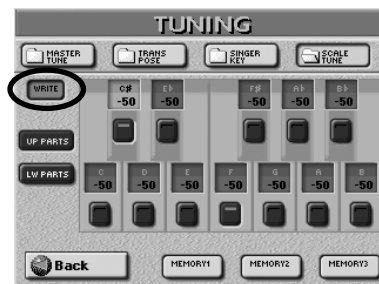 TUNING
MASTER TUNE
TRANS POSE
SINGER KEY
SCALE TUNE
WRITE
C# E♭ F# A♭ B♭
-50 -50 -50 -50 -50
UP PARTS
LW PARTS
C D E F G A B
-50 -50 -50 -50 -50 -50 -50
Back
MEMORY1 MEMORY2 MEMORY3